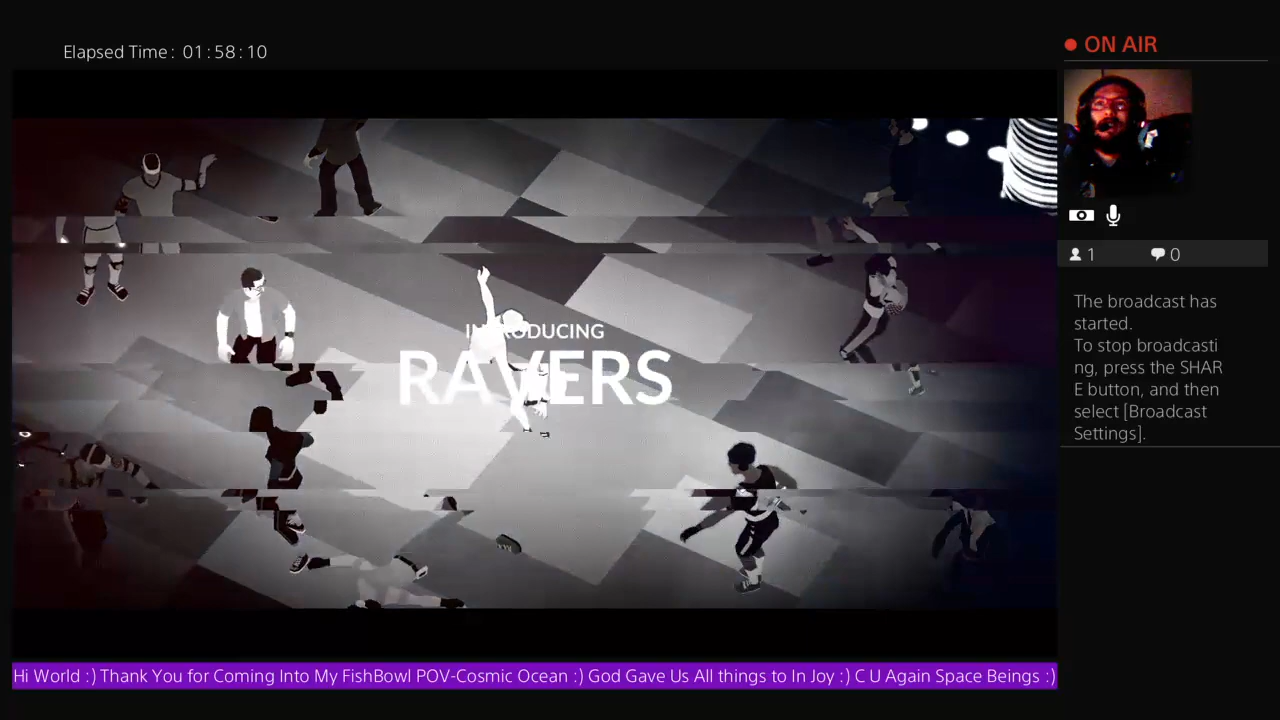 Elapsed Time: 01:58:10
ON AIR
1 0
The broadcast has
started.
To stop broadcasti
ng, press the SHAR
E button, and then
select [Broadcast
Settings].
INTRODUCING
RAVERS
Hi World :) Thank You for Coming Into My FishBowl POV-Cosmic Ocean :) God Gave Us All things to In Joy :) C U Again Space Beings :)